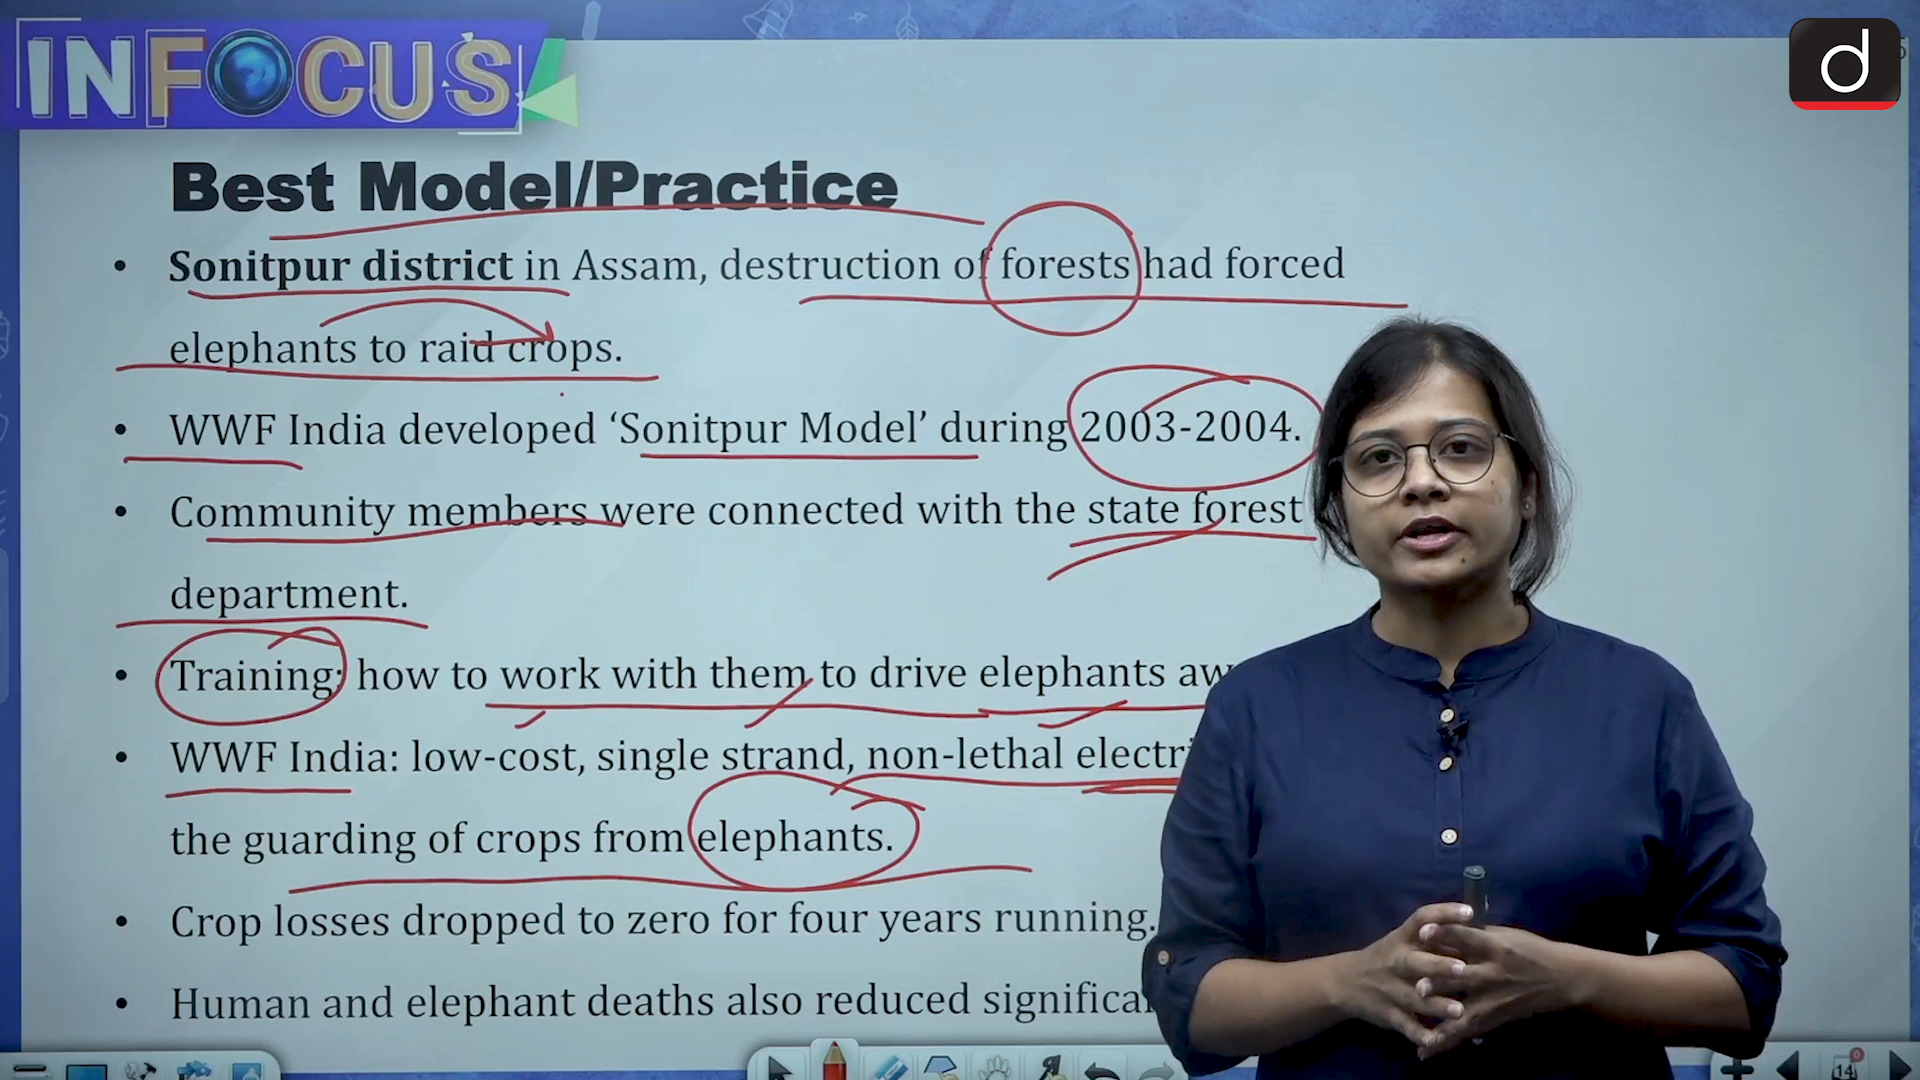 INFOCUS
d
Best Model/Practice
• Sonitpur district in Assam, destruction of forests had forced
elephants to raid crops.
• WWF India developed ‘Sonitpur Model’ during 2003-2004.
• Community members were connected with the state forest
department.
• Training: how to work with them to drive elephants
• WWF India: low-cost, single strand, non-lethal
the guarding of crops from elephants.
• Crop losses dropped to zero for four years running.
• Human and elephant deaths also reduced
14